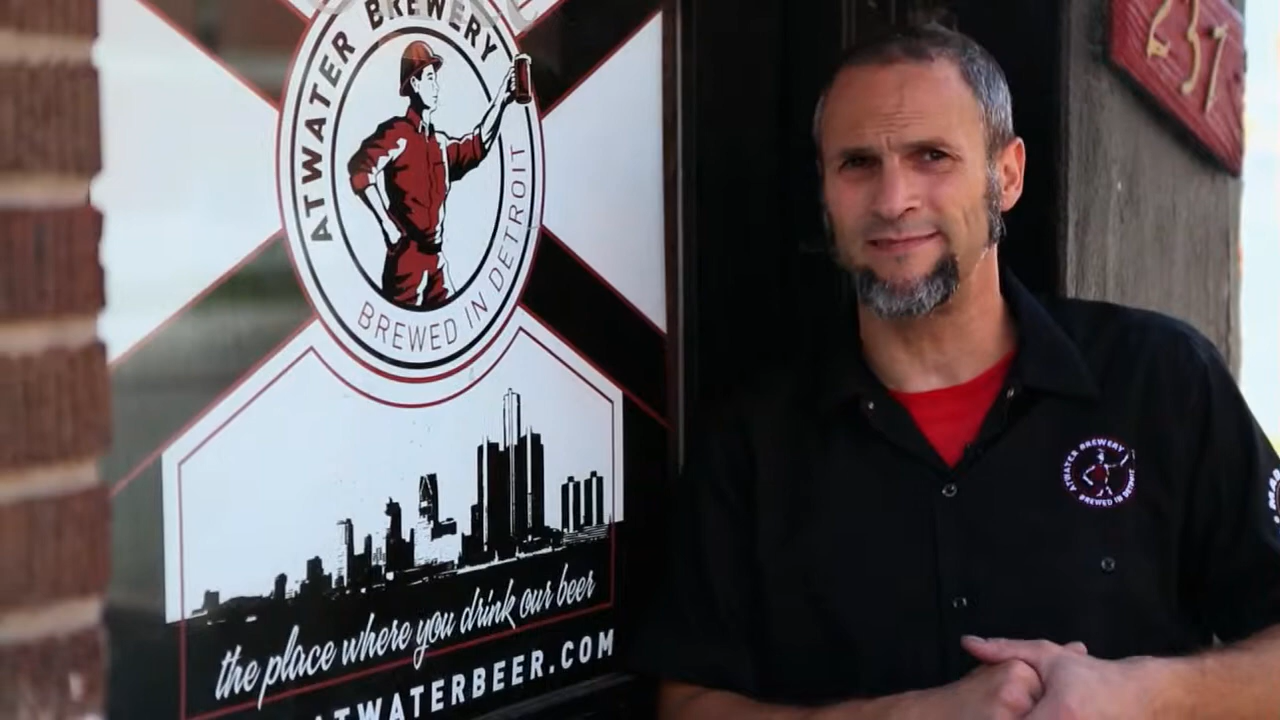 ATWATER BREWERY
BREWED IN DETROIT
the place where you drink our beer
ATWATERBEER.COM
237
ATWATER BREWERY
BREWED IN DETROIT